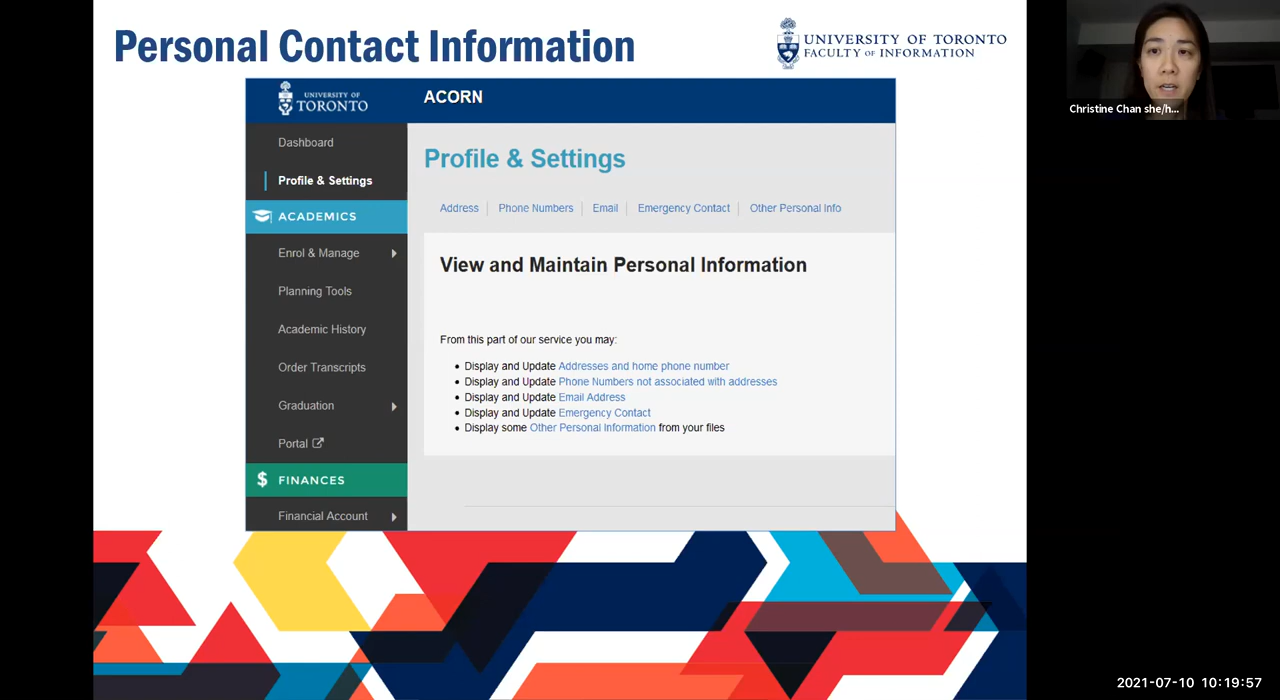 Personal Contact Information
UNIVERSITY OF TORONTO
FACULTY OF INFORMATION
Christine Chan she/h...
UNIVERSITY OF
TORONTO
ACORN
Dashboard
Profile & Settings
ACADEMICS
Enrol & Manage
Planning Tools
Academic History
Order Transcripts
Graduation
Portal
$ FINANCES
Financial Account
Profile & Settings
Address | Phone Numbers | Email | Emergency Contact | Other Personal Info
View and Maintain Personal Information
From this part of our service you may:
• Display and Update Addresses and home phone number
• Display and Update Phone Numbers not associated with addresses
• Display and Update Email Address
• Display and Update Emergency Contact
• Display some Other Personal Information from your files
2021-07-10 10:19:57